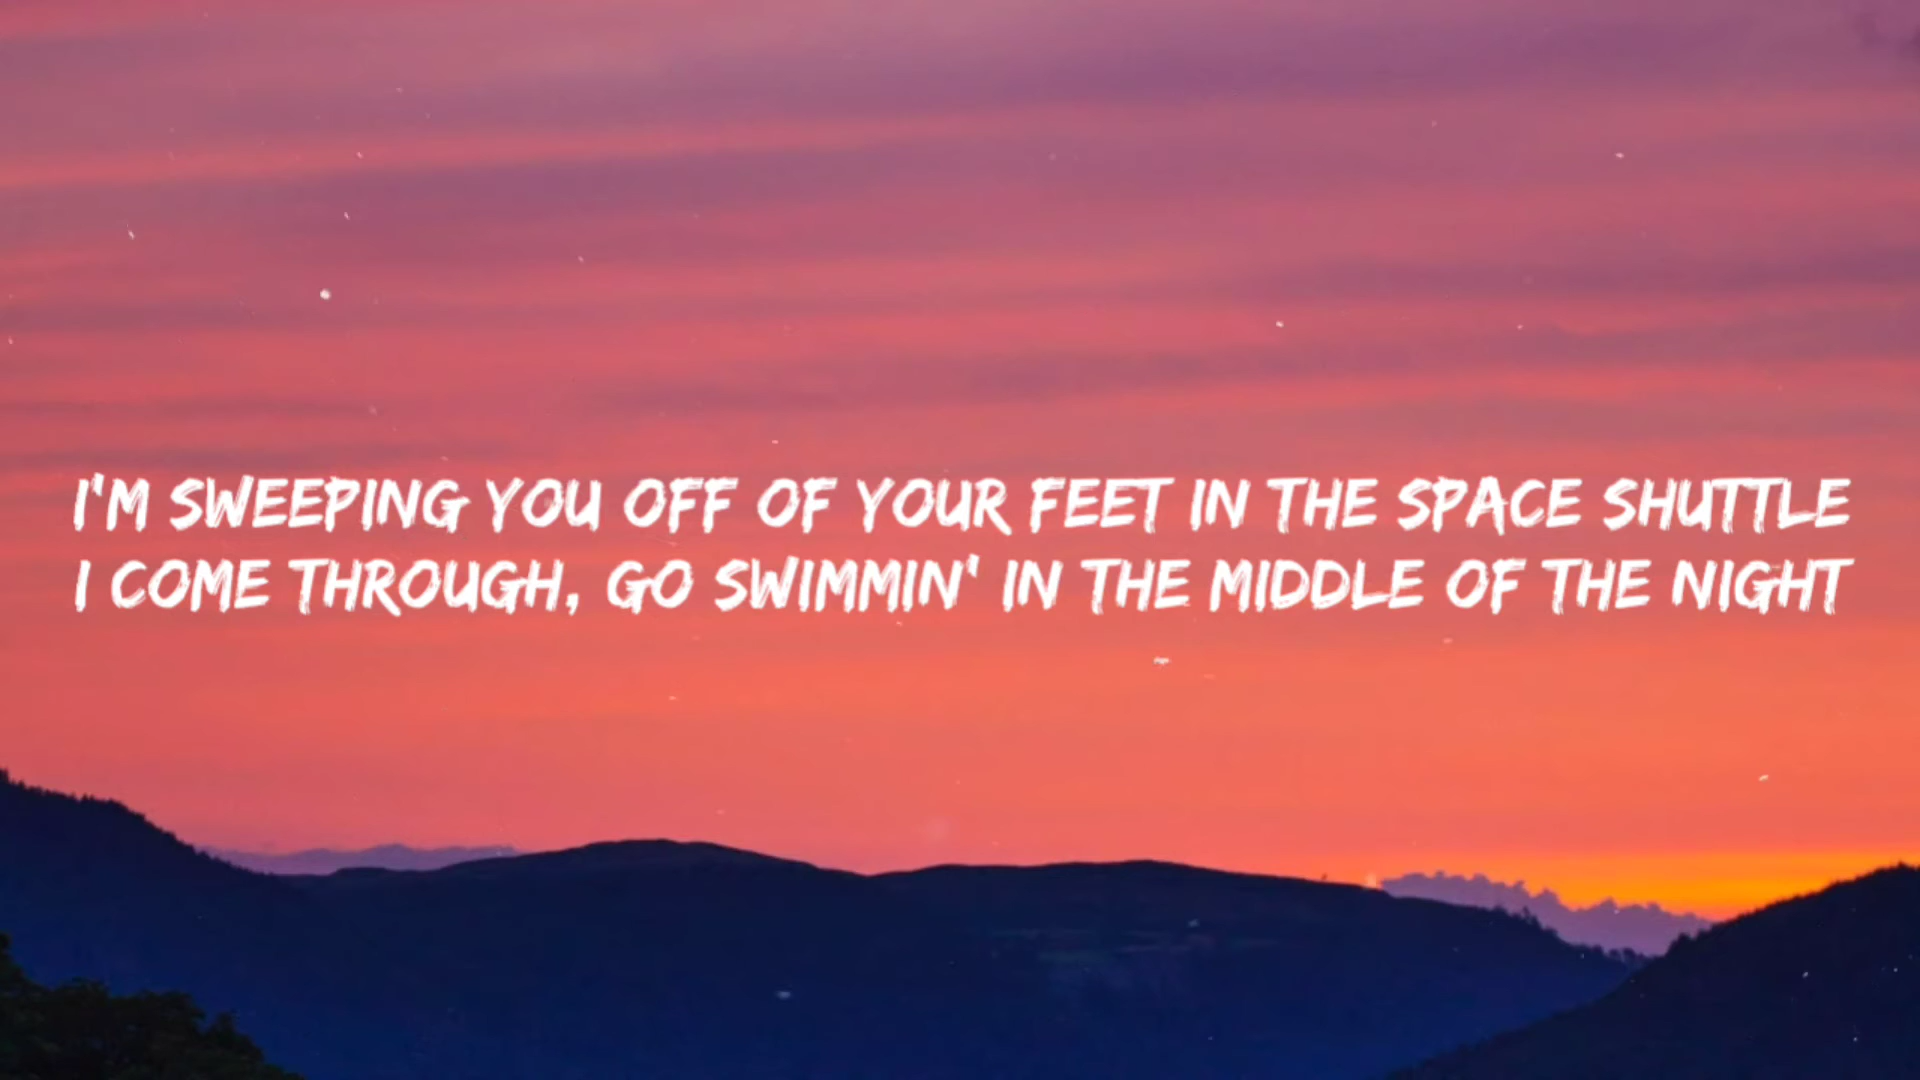 I'M SWEEPING YOU OFF OF YOUR FEET IN THE SPACE SHUTTLE
I COME THROUGH, GO SWIMMIN' IN THE MIDDLE OF THE NIGHT